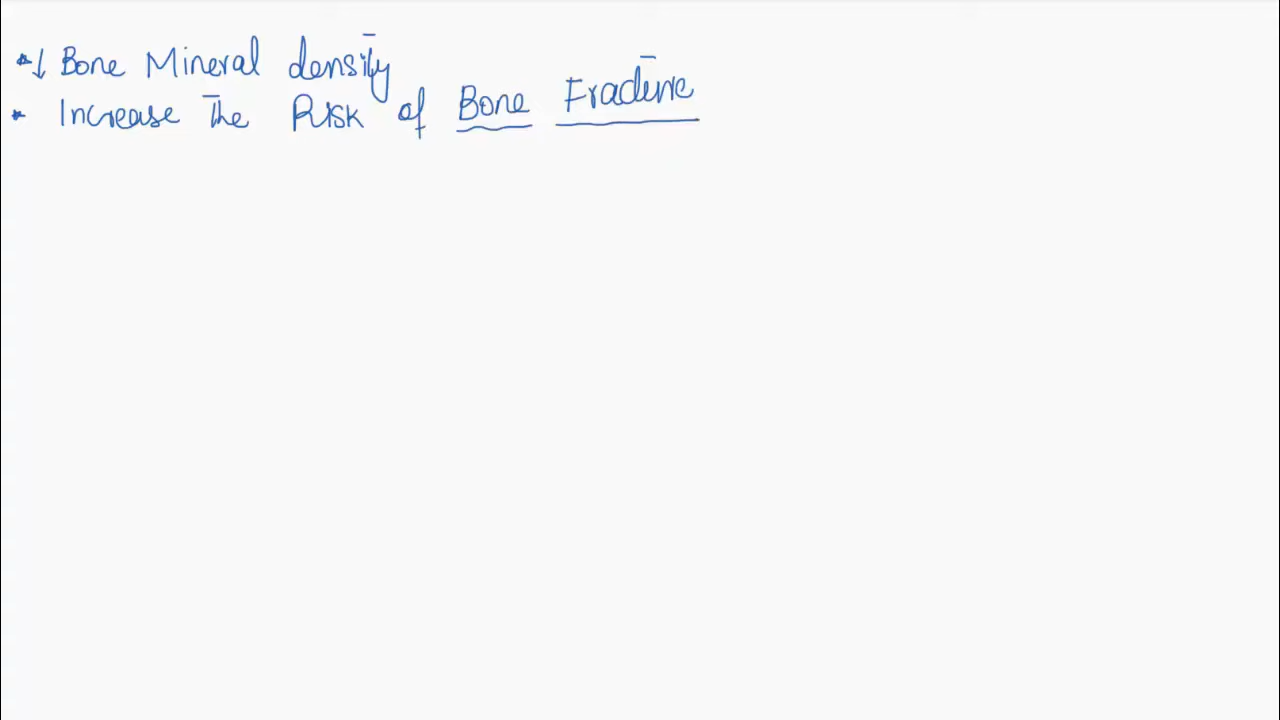 * ↓ Bone Mineral density
* Increase The Risk of Bone Fracture